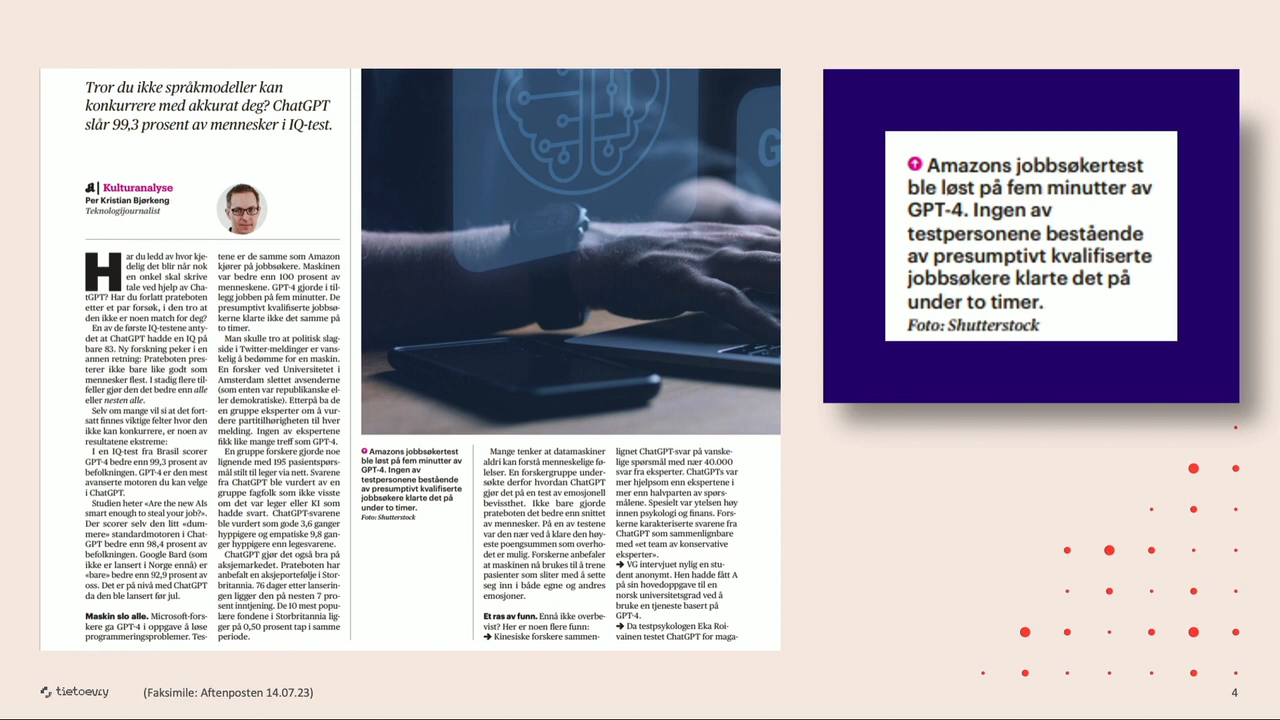 Tror du ikke språkmodeller kan
konkurrere med akkurat deg? ChatGPT
slår 99,3 prosent av mennesker i IQ-test.
Kulturanalyse
Per Kristian Bjørkeng
Teknologijournalist
Har du ledd av hvor kje-
delig det blir når nok
en onkel skal skrive
tale ved hjelp av Cha-
tGPT? Har du forlatt prateboten
etter et par forsøk, i den tro at
den ikke er noen match for deg?
En av de første IQ-testene anty-
det at ChatGPT hadde en IQ på
bare 83. Ny forskning peker i en
annen retning: Prateboten pres-
terer ikke bare like godt som
mennesker flest. I stadig flere til-
feller gjør den det bedre enn alle
eller nesten alle.
Selv om mange vil si at det fort-
satt finnes viktige felter hvor den
ikke kan konkurrere, er noen av
resultatene ekstreme:
I en IQ-test fra Brasil scorer
GPT-4 bedre enn 99,3 prosent av
befolkningen. GPT-4 er den mest
avanserte motoren du kan velge
i ChatGPT.
Studien heter «Are the new AIs
smart enough to steal your job?».
Der scorer selv den litt «dum-
mere» standardmotoren i Chat-
GPT bedre enn 98,4 prosent av
befolkningen. Google Bard (som
ikke er lansert i Norge ennå) er
«bare» bedre enn 92,9 prosent av
oss. Det er på nivå med ChatGPT
da den ble lansert før jul.
Maskin slo alle. Microsoft-fors-
kere ga GPT-4 i oppgave å løse
programmeringsproblemer. Tes-
tene er de samme som Amazon
kjører på jobbsøkere. Maskinen
var bedre enn 100 prosent av
menneskene. GPT-4 gjorde i til-
legg jobben på fem minutter. De
presumptivt kvalifiserte jobbsø-
kerne klarte ikke det samme på
to timer.
Man skulle tro at politisk slag-
side i Twitter-meldinger er vans-
kelig å bedømme for en maskin.
En forsker ved Universitetet i
Amsterdam slettet avsenderne
(som enten var republikanske el-
ler demokratiske). Etterpå ba de
en gruppe eksperter om å vur-
dere partitilhørigheten til hver
melding. Ingen av ekspertene
fikk like mange treff som GPT-4.
En gruppe forskere gjorde noe
lignende med 195 pasientspørs-
mål stilt til leger via nett. Svarene
fra ChatGPT ble vurdert av en
gruppe fagfolk som ikke visste
om det var leger eller KI som
hadde svart. ChatGPT-svarene
ble vurdert som gode 3,6 ganger
hyppigere og empatiske 9,8 gan-
ger hyppigere enn legesvarene.
ChatGPT gjør det også bra på
aksjemarkedet. Prateboten har
anbefalt en aksjeportefølje i Stor-
britannia. 76 dager etter lanserin-
gen ligger den på nesten 7 pro-
sent inntjening. De 10 mest popu-
lære fondene i Storbritannia lig-
ger på 0,50 prosent tap i samme
periode.
Amazons jobbsøkertest
ble løst på fem minutter av
GPT-4. Ingen av
testpersonene bestående
av presumptivt kvalifiserte
jobbsøkere klarte det på
under to timer.
Foto: Shutterstock
Mange tenker at datamaskiner
aldri kan forstå menneskelige fø-
lelser. En forskergruppe under-
søkte derfor hvordan ChatGPT
gjør det på en test av emosjonell
bevissthet. Ikke bare gjorde
prateboten det bedre enn snittet
av mennesker. På en av testene
var den nær ved å klare den høy-
este poengsummen som overho-
det er mulig. Forskerne anbefaler
at maskinen nå brukes til å trene
pasienter som sliter med å sette
seg inn i både egne og andres
emosjoner.
Et ras av funn. Ennå ikke overbe-
vist? Her er noen flere funn:
➔ Kinesiske forskere sammen-
lignet ChatGPT-svar på vanske-
lige spørsmål med nær 40.000
svar fra eksperter. ChatGPTs var
mer hjelpsom enn ekspertene i
mer enn halvparten av spørs-
målene. Spesielt var ytelsen høy
innen psykologi og finans. Fors-
kerne karakteriserte svarene fra
ChatGPT som sammenlignbare
med «et team av konservative
eksperter».
➔ VG intervjuet nylig en stu-
dent anonymt. Hen hadde fått A
på sin hovedoppgave til en
norsk universitetsgrad ved å
bruke en tjeneste basert på
GPT-4.
➔ Da testpsykologen Eka Roi-
vainen testet ChatGPT for maga-
Amazons jobbsøkertest
ble løst på fem minutter av
GPT-4. Ingen av
testpersonene bestående
av presumptivt kvalifiserte
jobbsøkere klarte det på
under to timer.
Foto: Shutterstock
tietoevry
(Faksimile: Aftenposten 14.07.23)
4